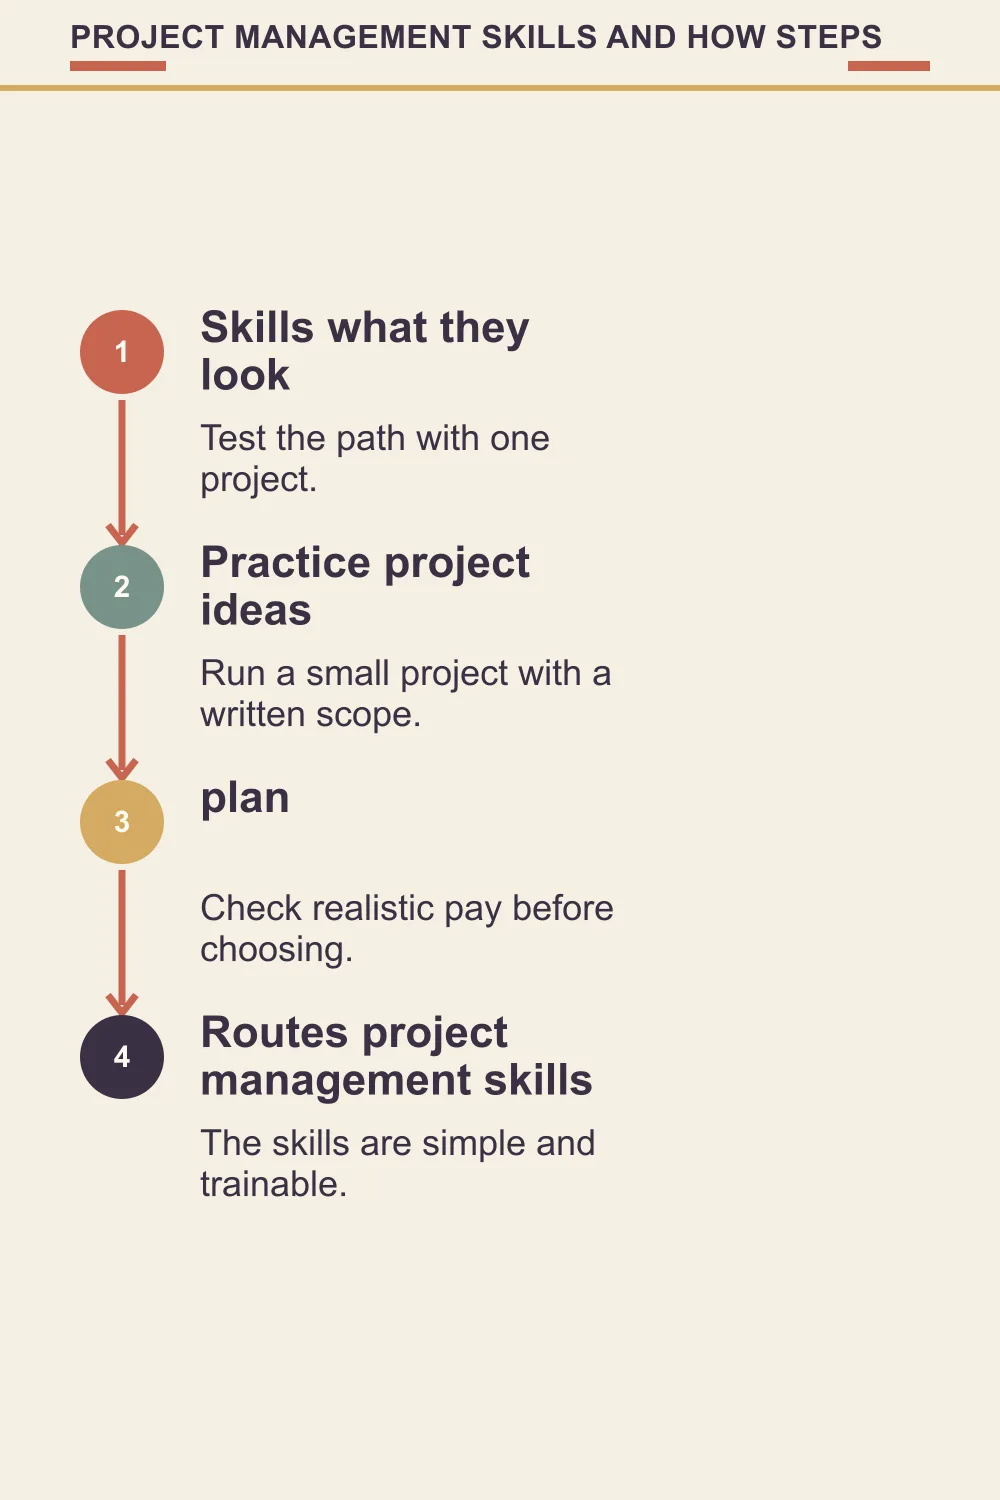 PROJECT MANAGEMENT SKILLS AND HOW STEPS
1
Skills what they
look
Test the path with one
project.
2
Practice project
ideas
Run a small project with a
written scope.
3
plan
Check realistic pay before
choosing.
4
Routes project
management skills
The skills are simple and
trainable.